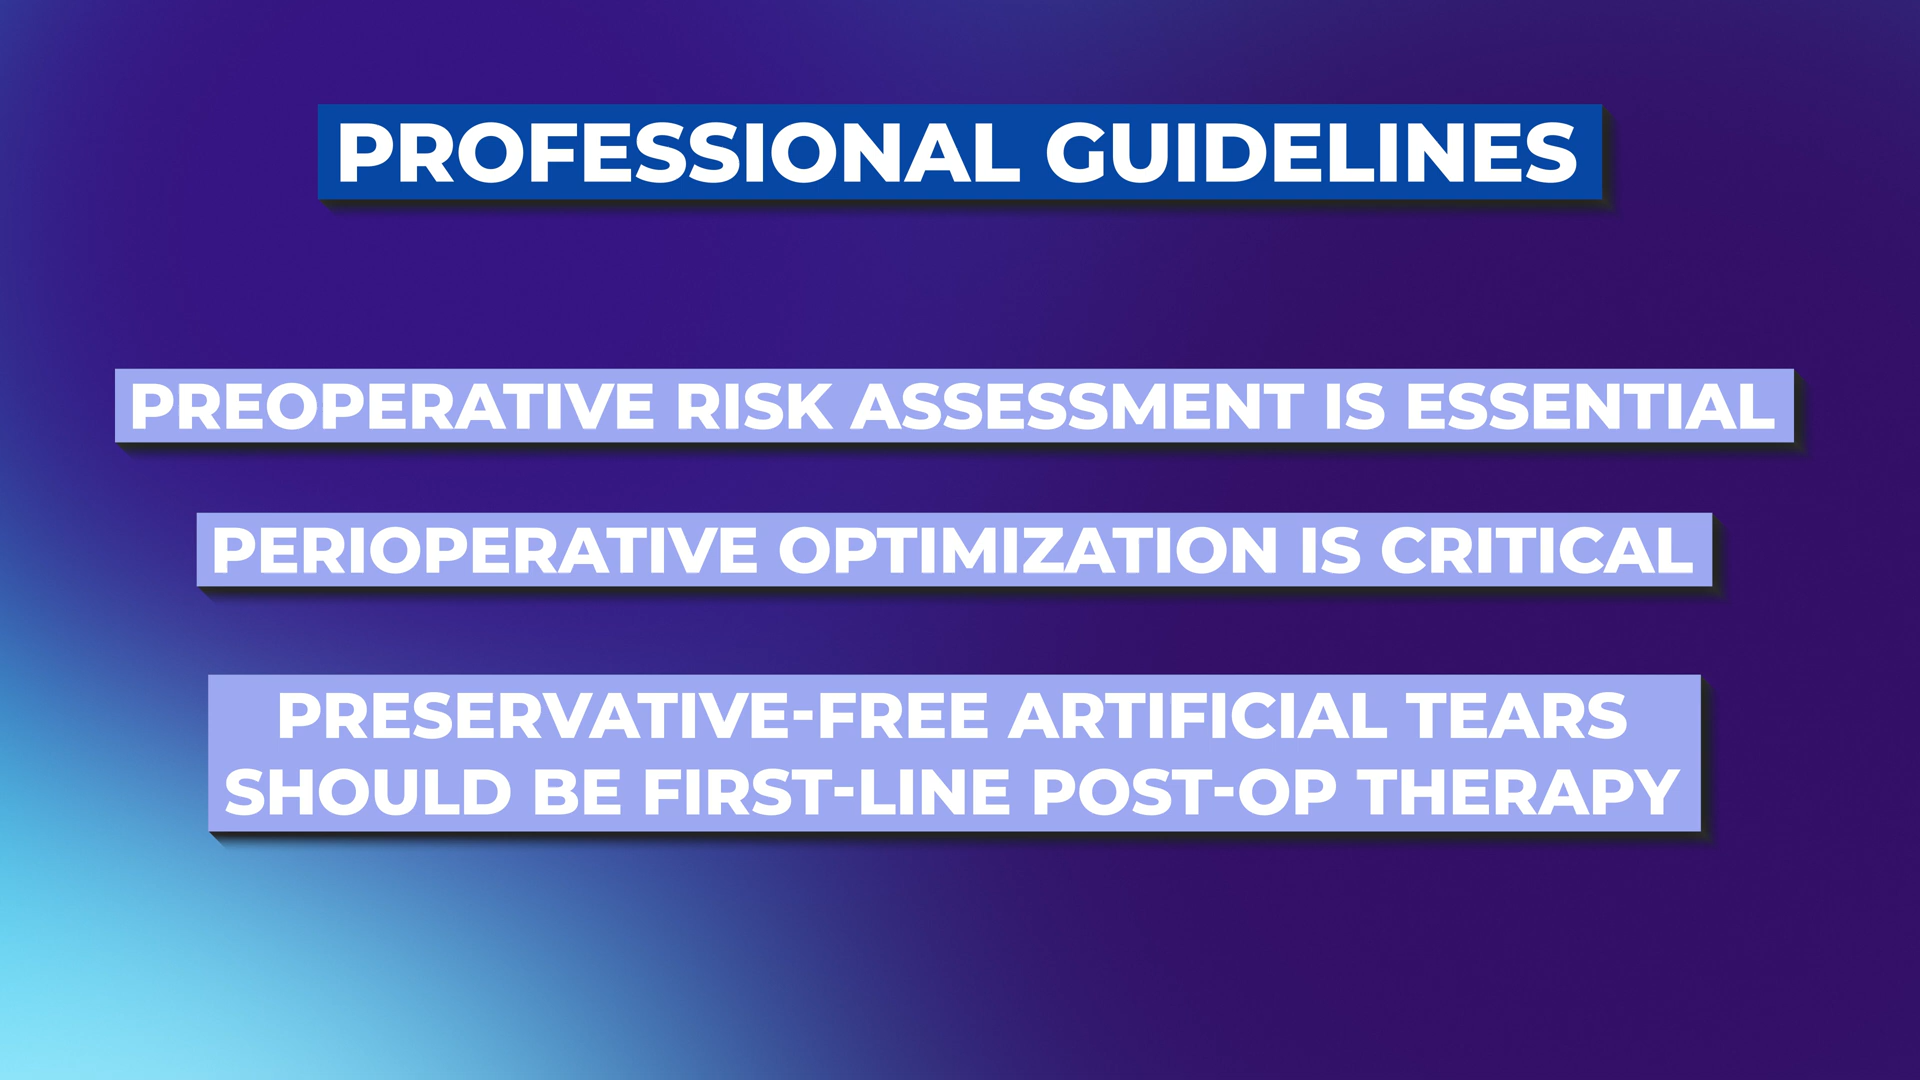 PROFESSIONAL GUIDELINES
PREOPERATIVE RISK ASSESSMENT IS ESSENTIAL
PERIOPERATIVE OPTIMIZATION IS CRITICAL
PRESERVATIVE-FREE ARTIFICIAL TEARS
SHOULD BE FIRST-LINE POST-OP THERAPY